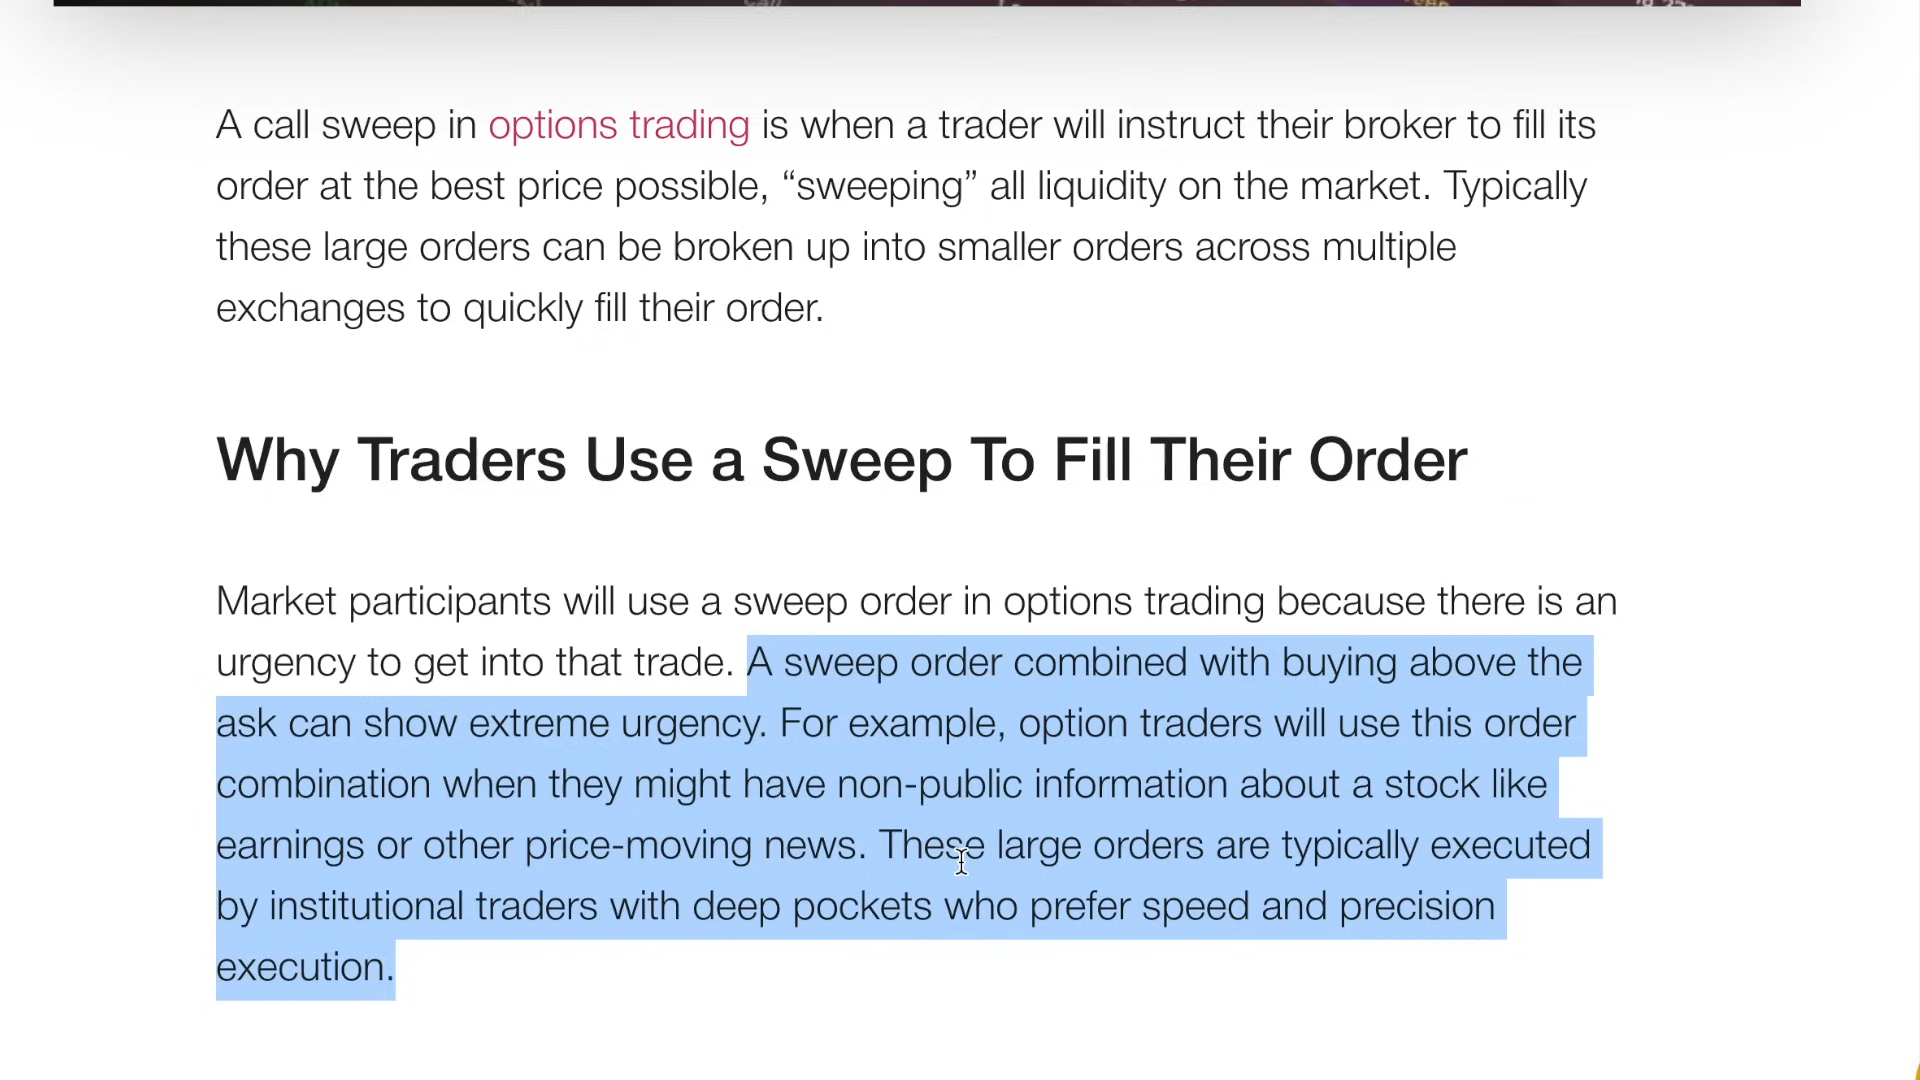 A call sweep in options trading is when a trader will instruct their broker to fill its
order at the best price possible, “sweeping” all liquidity on the market. Typically
these large orders can be broken up into smaller orders across multiple
exchanges to quickly fill their order.
Why Traders Use a Sweep To Fill Their Order
Market participants will use a sweep order in options trading because there is an
urgency to get into that trade. A sweep order combined with buying above the
ask can show extreme urgency. For example, option traders will use this order
combination when they might have non-public information about a stock like
earnings or other price-moving news. These large orders are typically executed
by institutional traders with deep pockets who prefer speed and precision
execution.